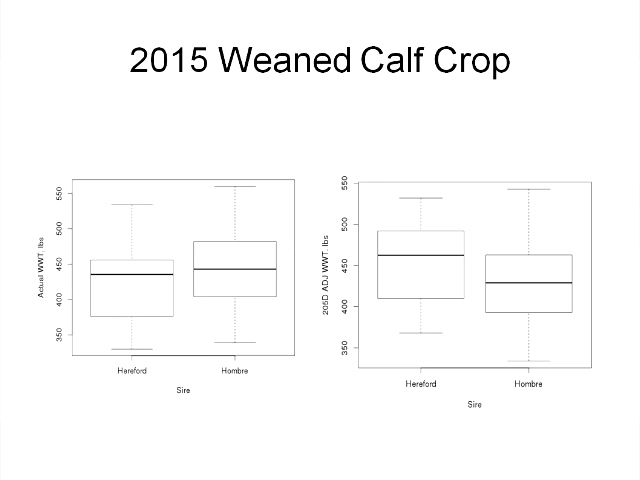 2015 Weaned Calf Crop
Actual WWT, lbs
550
500
450
400
350
Hereford
Hombre
Sire
205D ADJ WWT. lbs
550
500
450
400
350
Hereford
Hombre
Sire